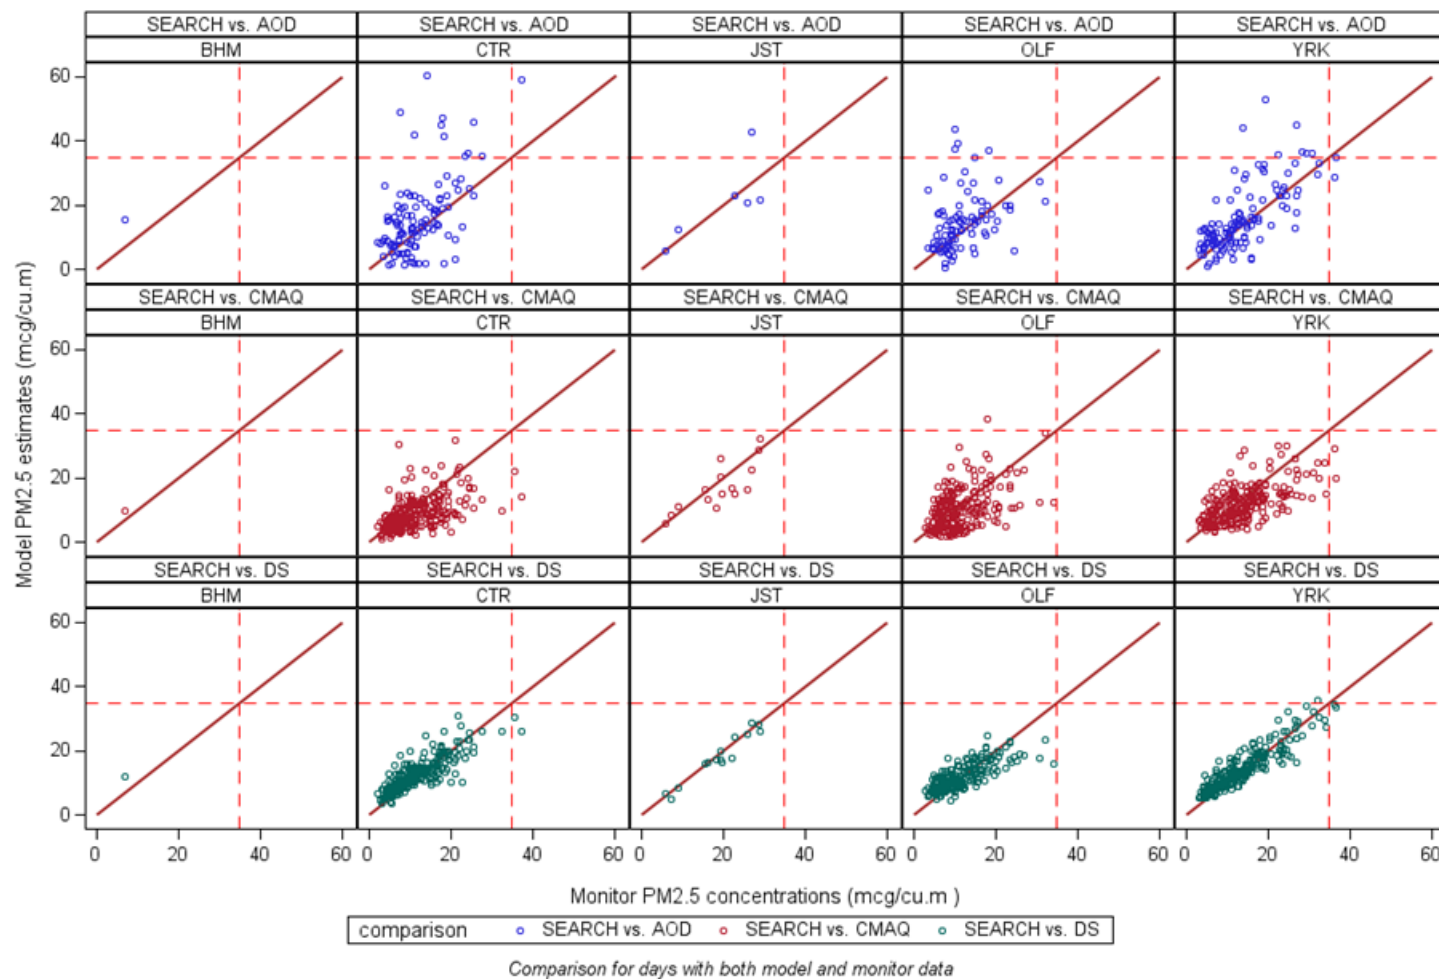 SEARCH vs. AOD SEARCH vs. AOD SEARCH vs. AOD SEARCH vs. AOD SEARCH vs. AOD
BHM CTR JST OLF YRK
60
40
20
0
SEARCH vs. CMAQ SEARCH vs. CMAQ SEARCH vs. CMAQ SEARCH vs. CMAQ SEARCH vs. CMAQ
BHM CTR JST OLF YRK
60
40
20
0
SEARCH vs. DS SEARCH vs. DS SEARCH vs. DS SEARCH vs. DS SEARCH vs. DS
BHM CTR JST OLF YRK
60
40
20
0
Model PM2.5 estimates (mcg/cu.m)
0 20 40 60 0 20 40 60 0 20 40 60 0 20 40 60 0 20 40 60
Monitor PM2.5 concentrations (mcg/cu.m )
comparison SEARCH vs. AOD SEARCH vs. CMAQ SEARCH vs. DS
Comparison for days with both model and monitor data